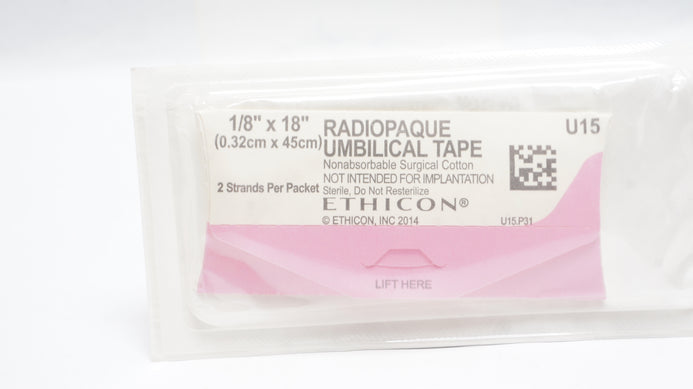 1/8" x 18"
(0.32cm x 45cm)
2 Strands Per Packet
RADIOPAQUE
UMBILICAL TAPE
Nonabsorbable Surgical Cotton
NOT INTENDED FOR IMPLANTATION
Sterile, Do Not Resterilize
ETHICON®
© ETHICON, INC 2014
U15
U15.P31
LIFT HERE